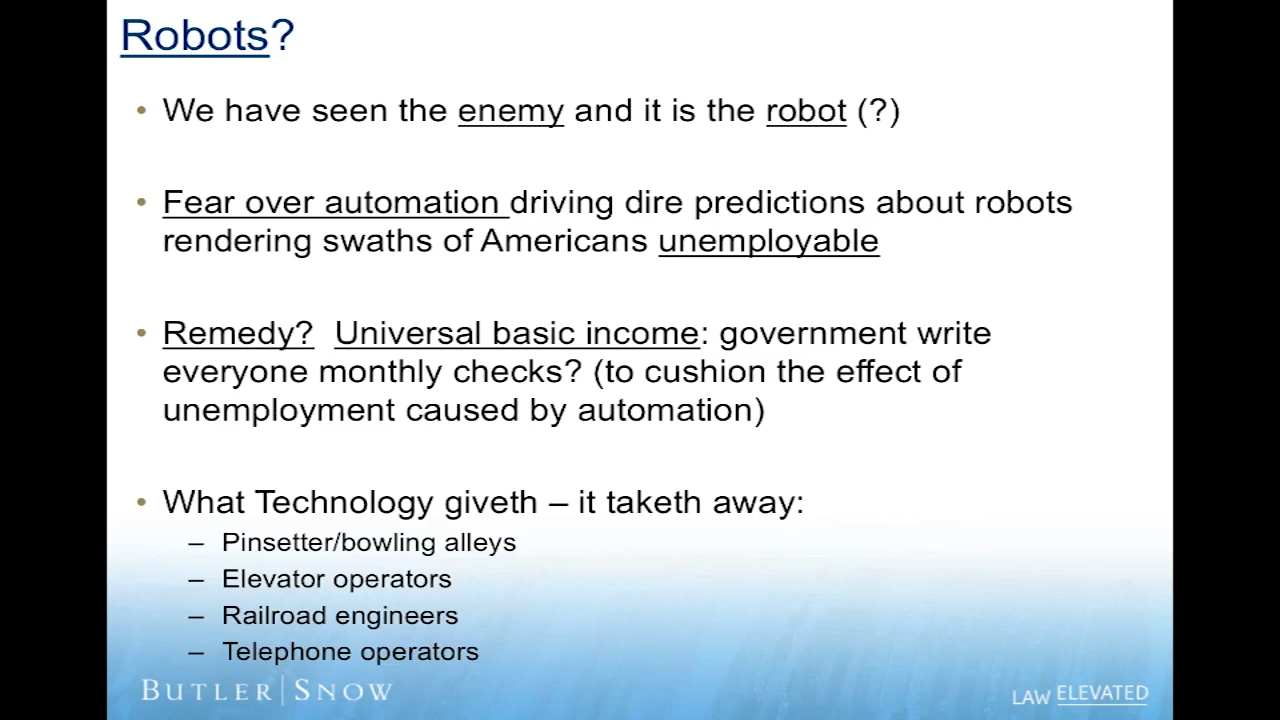 Robots?
• We have seen the enemy and it is the robot (?)
• Fear over automation driving dire predictions about robots
rendering swaths of Americans unemployable
• Remedy? Universal basic income: government write
everyone monthly checks? (to cushion the effect of
unemployment caused by automation)
• What Technology giveth – it taketh away:
– Pinsetter/bowling alleys
– Elevator operators
– Railroad engineers
– Telephone operators
BUTLER | SNOW
LAW ELEVATED